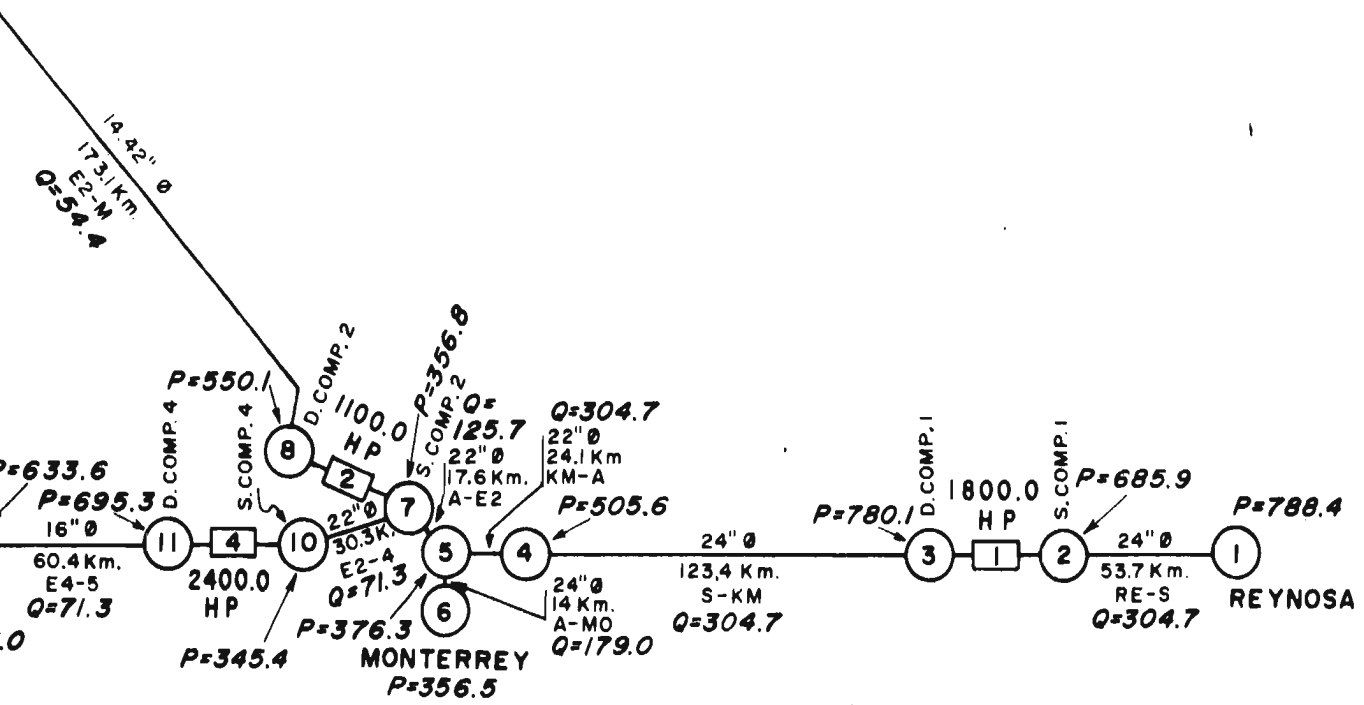 14.42" Ø
173.1 Km.
E2-M
Q=54.4
P=550.1
D. COMP. 2
1100.0
HP
P=356.8
S. COMP. 2
Q=
125.7
22" Ø
17.6 Km.
A-E2
Q=304.7
22" Ø
24.1 Km
KM-A
P=505.6
P=633.6
P=695.3
D. COMP. 4
S. COMP. 4
16" Ø
60.4 Km.
E4-5
Q=71.3
11
4
2400.0
HP
10
P=345.4
22" Ø
30.3K.
E2-4
Q=71.3
8
2
7
5
4
6
P=376.3
MONTERREY
P=356.5
24" Ø
14 Km.
A-MO
Q=179.0
24" Ø
123.4 Km.
S-KM
Q=304.7
P=780.1
D. COMP. 1
1800.0
HP
S. COMP. 1
P=685.9
3
1
2
24" Ø
53.7 Km.
RE-S
Q=304.7
P=788.4
1
REYNOSA
.0